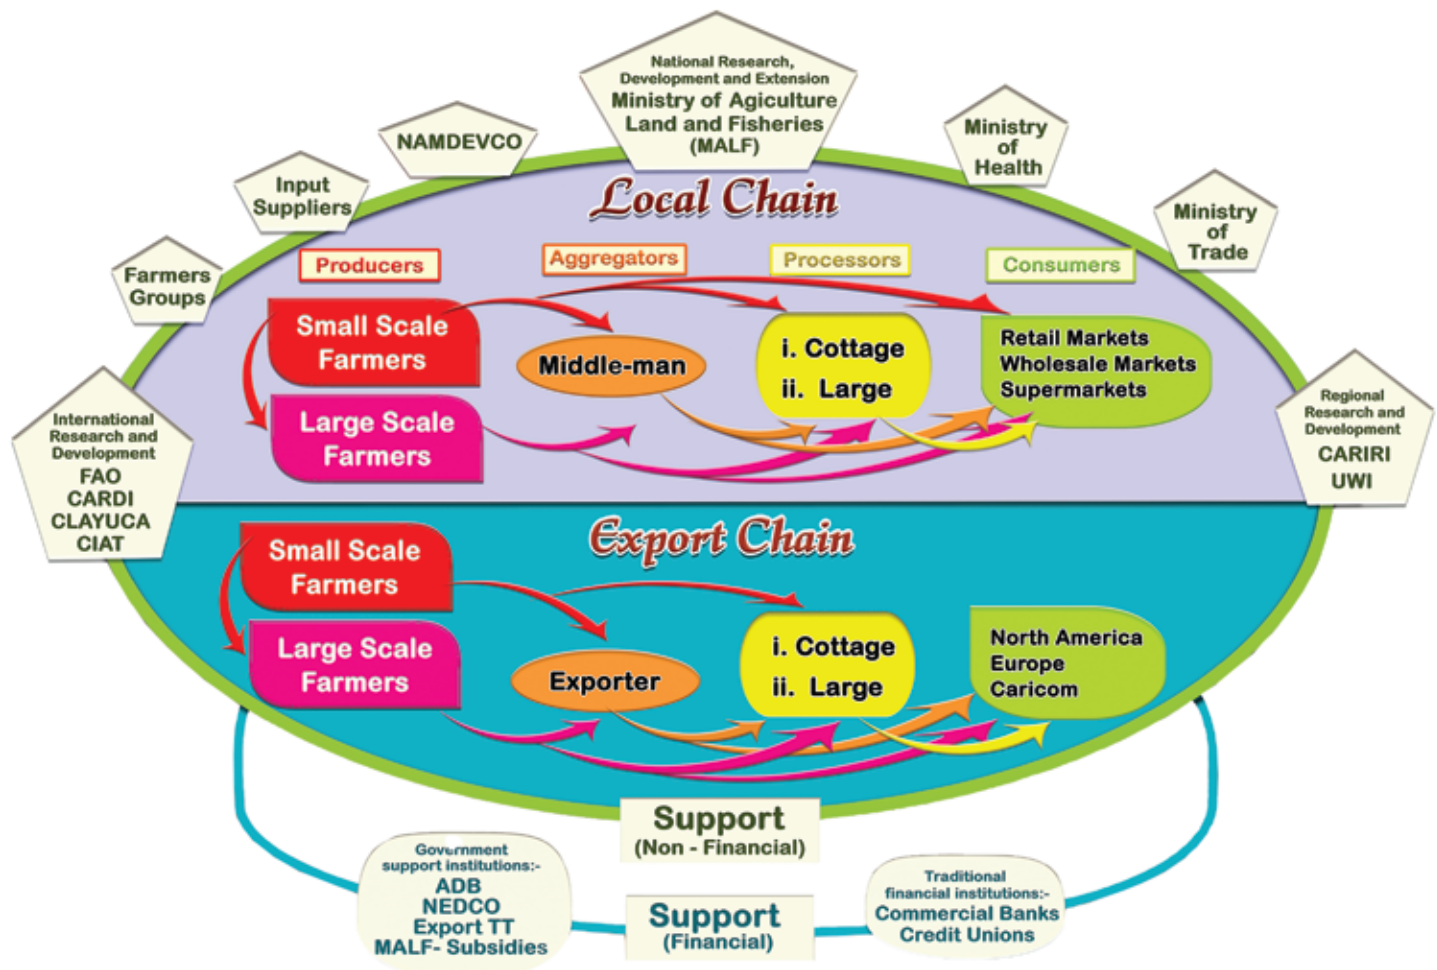 National Research,
Development and Extension
Ministry of Agiculture
Land and Fisheries
(MALF)
NAMDEVCO
Ministry
of
Health
Input
Suppliers
Ministry
of
Trade
Farmers
Groups
International
Research and
Development
FAO
CARDI
CLAYUCA
CIAT
Regional
Research and
Development
CARIRI
UWI
Local Chain
Producers
Aggregators
Processors
Consumers
Small Scale
Farmers
Large Scale
Farmers
Middle-man
i. Cottage
ii. Large
Retail Markets
Wholesale Markets
Supermarkets
Export Chain
Small Scale
Farmers
Large Scale
Farmers
Exporter
i. Cottage
ii. Large
North America
Europe
Caricom
Support
(Non - Financial)
Government
support institutions:-
ADB
NEDCO
Export TT
MALF- Subsidies
Support
(Financial)
Traditional
financial institutions:-
Commercial Banks
Credit Unions